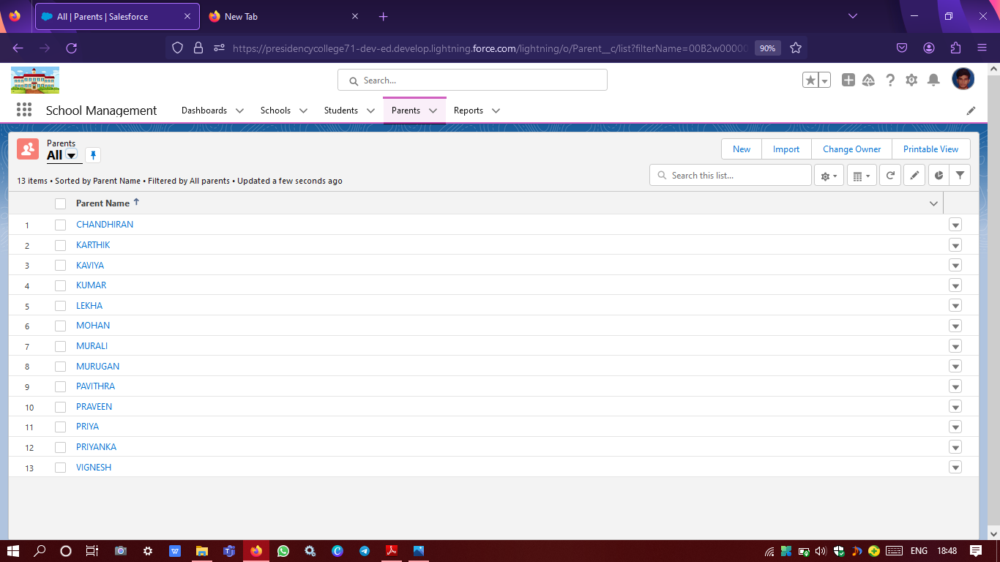 All | Parents | Salesforce
New Tab
https://presidencycollege71-dev-ed.develop.lightning.force.com/lightning/o/Parent__c/list?filterName=00B2w00000
90%
Search...
School Management
Dashboards
Schools
Students
Parents
Reports
Parents
All
New
Import
Change Owner
Printable View
13 items • Sorted by Parent Name • Filtered by All parents • Updated a few seconds ago
Search this list...
Parent Name
1 CHANDHIRAN
2 KARTHIK
3 KAVIYA
4 KUMAR
5 LEKHA
6 MOHAN
7 MURALI
8 MURUGAN
9 PAVITHRA
10 PRAVEEN
11 PRIYA
12 PRIYANKA
13 VIGNESH
ENG
18:48